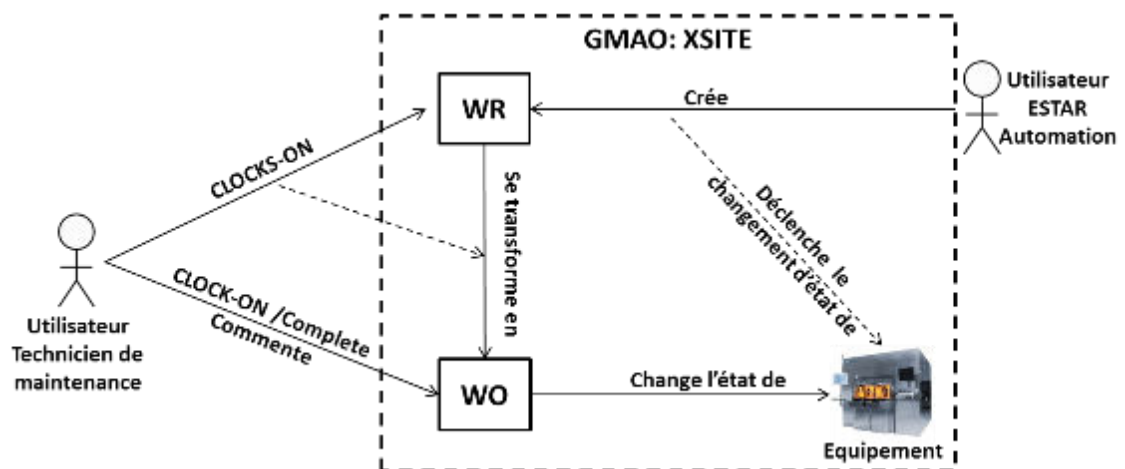 GMAO: XSITE
WR
Crée
Utilisateur
ESTAR
Automation
CLOCKS-ON
Se transforme en
Déclenche le
changement d'état de
Utilisateur
Technicien de
maintenance
CLOCK-ON /Complete
Commente
WO
Change l'état de
Equipement